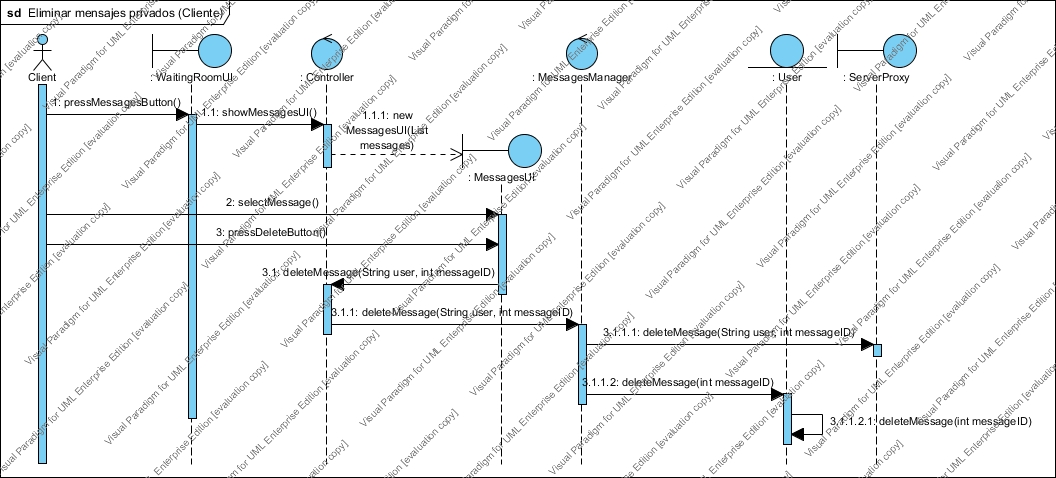 sd Eliminar mensajes privados (Cliente)
Client
: WaitingRoomUI
: Controller
: MessagesManager
: User
: ServerProxy
1: pressMessagesButton()
1.1: showMessagesUI()
1.1.1: new
MessagesUI(List
messages)
: MessagesUI
2: selectMessage()
3: pressDeleteButton()
3.1: deleteMessage(String user, int messageID)
3.1.1: deleteMessage(String user, int messageID)
3.1.1.1: deleteMessage(String user, int messageID)
3.1.1.2: deleteMessage(int messageID)
3.1.1.2.1: deleteMessage(int messageID)
Visual Paradigm for UML Enterprise Edition [evaluation copy]